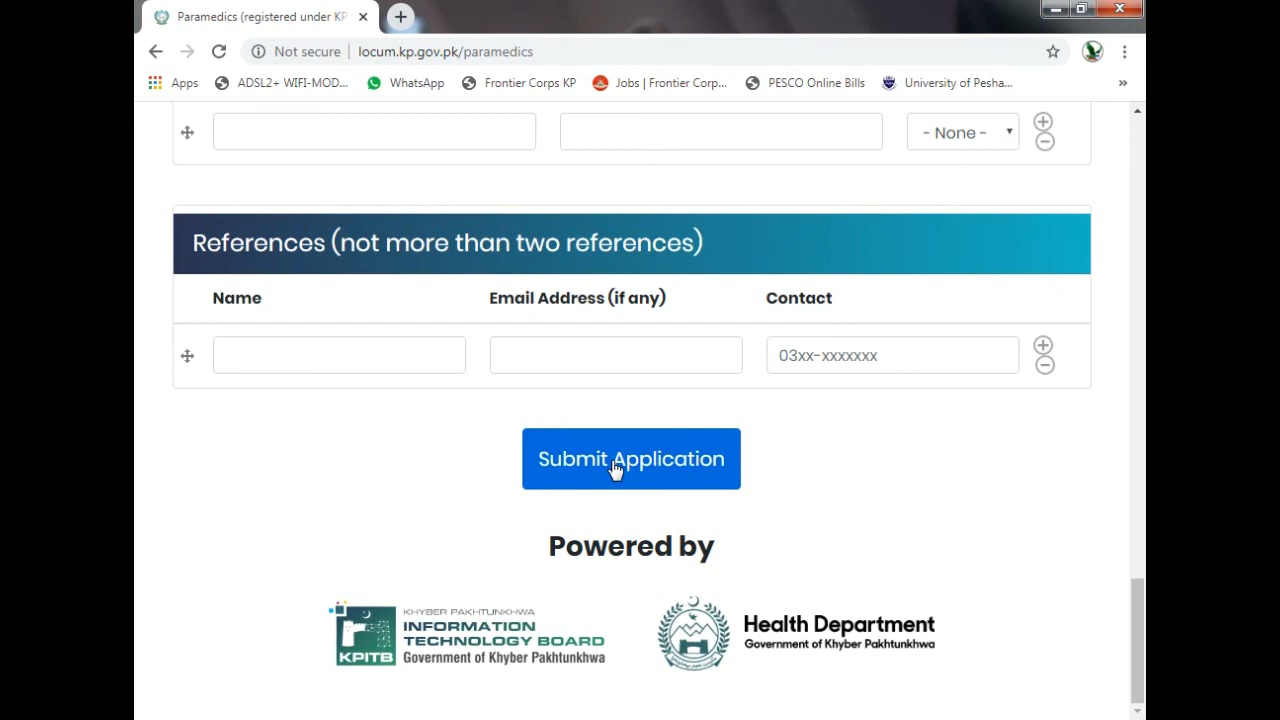 Paramedics (registered under KP
Not secure | locum.kp.gov.pk/paramedics
Apps ADSL2+ WIFI-MOD... WhatsApp Frontier Corps KP Jobs | Frontier Corp... PESCO Online Bills University of Pesha... »
- None -
References (not more than two references)
Name Email Address (if any) Contact
03xx-xxxxxxx
Submit Application
Powered by
KHYBER PAKHTUNKHWA
INFORMATION
TECHNOLOGY BOARD
Government of Khyber Pakhtunkhwa
KPITB
Health Department
Government of Khyber Pakhtunkhwa